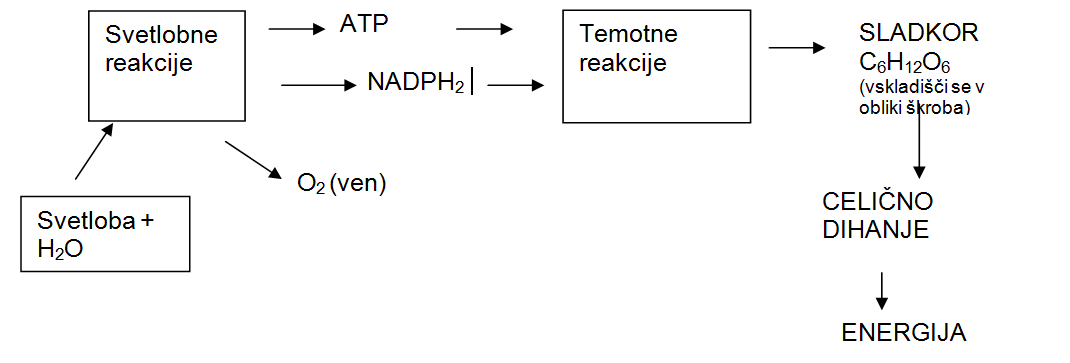 Svetlobne
reakcije
ATP
NADPH₂
Temotne
reakcije
SLADKOR
C₆H₁₂O₆
(vskladišči se v
obliki škroba)
O₂ (ven)
Svetloba +
H₂O
CELIČNO
DIHANJE
ENERGIJA